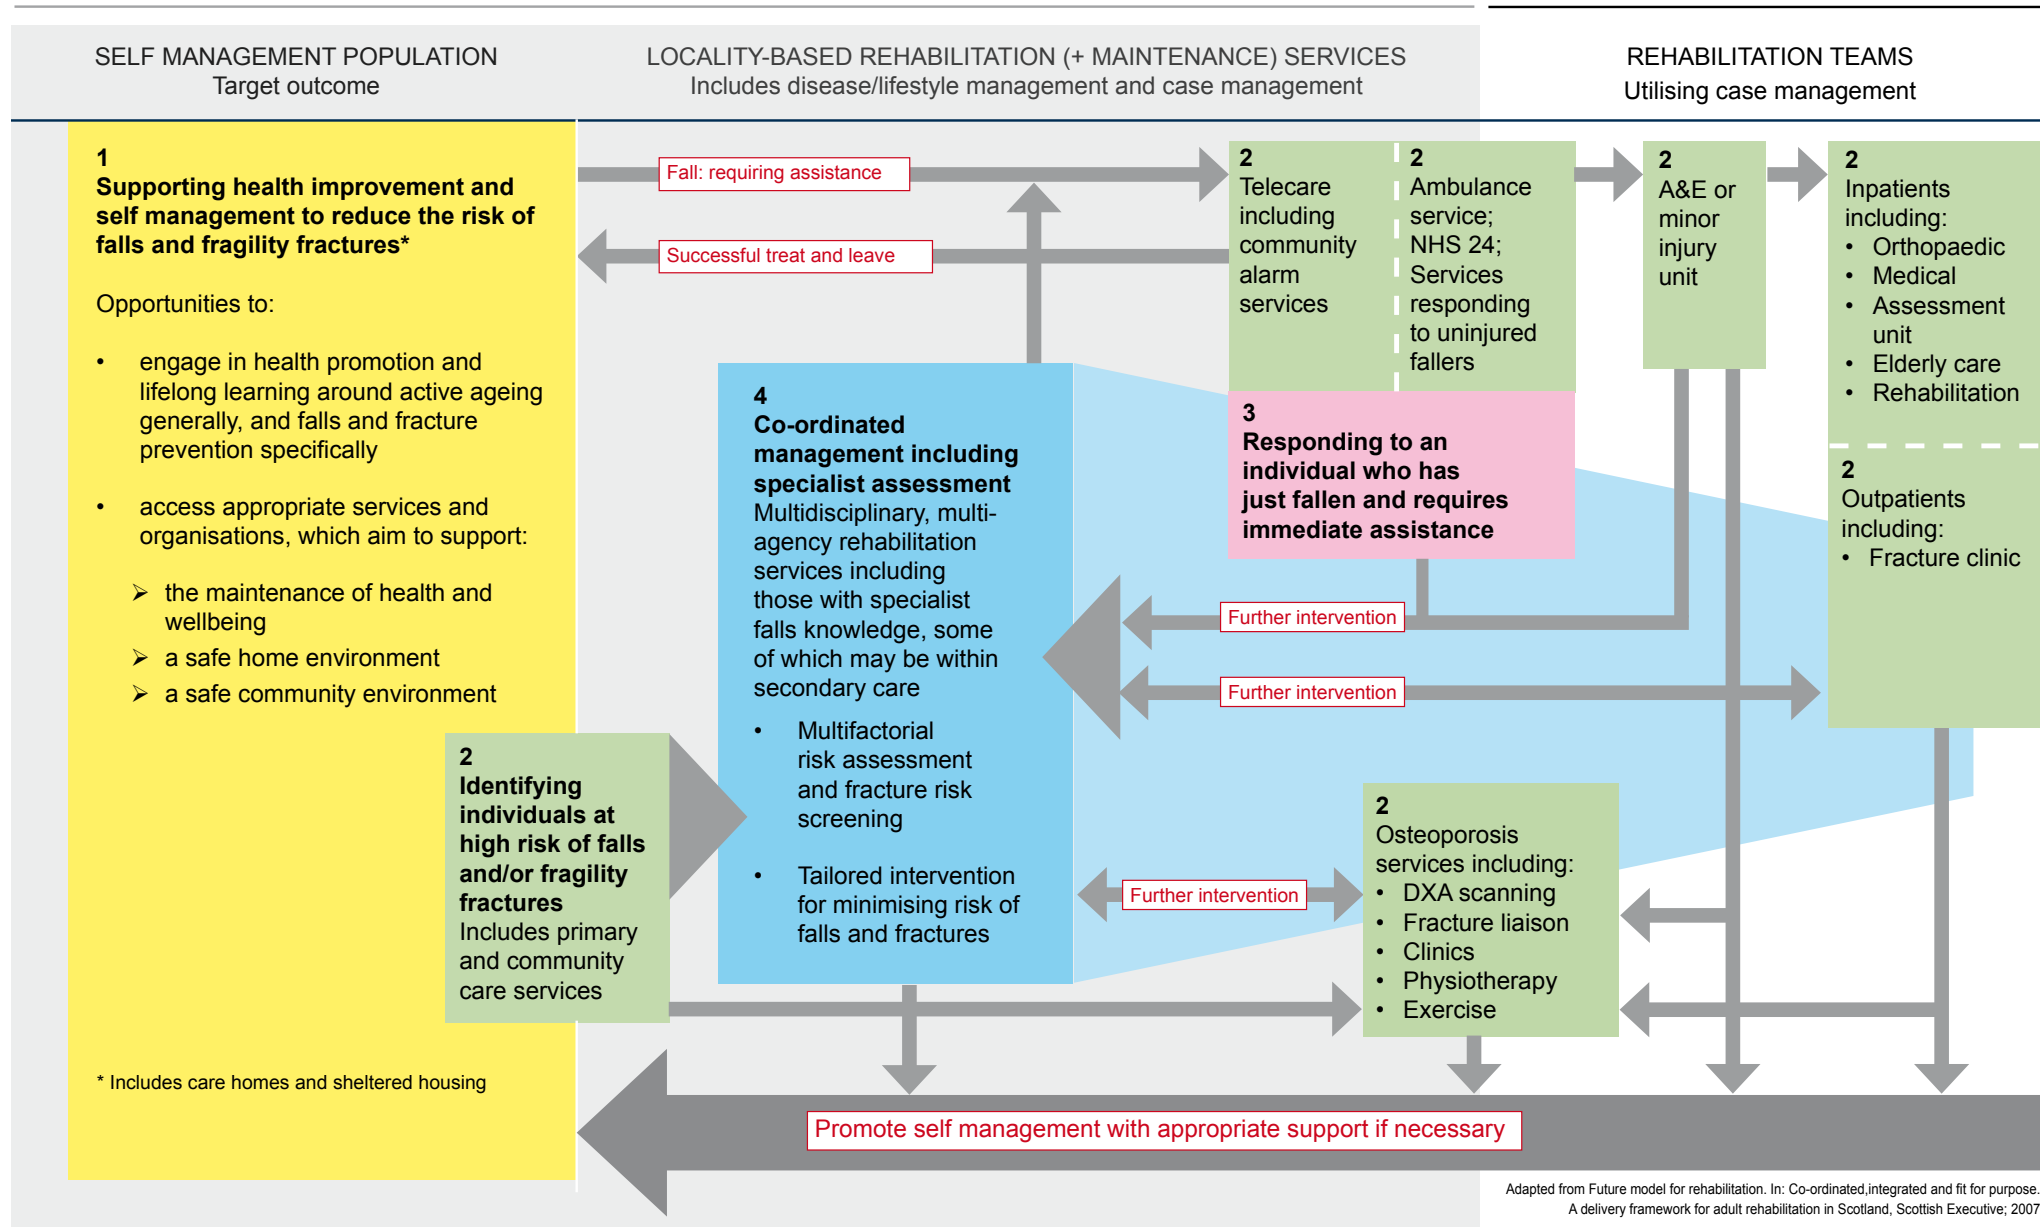 SELF MANAGEMENT POPULATION
Target outcome
LOCALITY-BASED REHABILITATION (+ MAINTENANCE) SERVICES
Includes disease/lifestyle management and case management
REHABILITATION TEAMS
Utilising case management
1
Supporting health improvement and
self management to reduce the risk of
falls and fragility fractures*
Opportunities to:
• engage in health promotion and
lifelong learning around active ageing
generally, and falls and fracture
prevention specifically
• access appropriate services and
organisations, which aim to support:
➢ the maintenance of health and
wellbeing
➢ a safe home environment
➢ a safe community environment
* Includes care homes and sheltered housing
2
Identifying
individuals at
high risk of falls
and/or fragility
fractures
Includes primary
and community
care services
Fall: requiring assistance
Successful treat and leave
4
Co-ordinated
management including
specialist assessment
Multidisciplinary, multi-
agency rehabilitation
services including
those with specialist
falls knowledge, some
of which may be within
secondary care
• Multifactorial
risk assessment
and fracture risk
screening
• Tailored intervention
for minimising risk of
falls and fractures
2
Telecare
including
community
alarm
services
2
Ambulance
service;
NHS 24;
Services
responding
to uninjured
fallers
3
Responding to an
individual who has
just fallen and requires
immediate assistance
Further intervention
Further intervention
Further intervention
2
A&E or
minor
injury
unit
2
Inpatients
including:
• Orthopaedic
• Medical
• Assessment
unit
• Elderly care
• Rehabilitation
2
Outpatients
including:
• Fracture clinic
2
Osteoporosis
services including:
• DXA scanning
• Fracture liaison
• Clinics
• Physiotherapy
• Exercise
Promote self management with appropriate support if necessary
Adapted from Future model for rehabilitation. In: Co-ordinated,integrated and fit for purpose.
A delivery framework for adult rehabilitation in Scotland, Scottish Executive; 2007